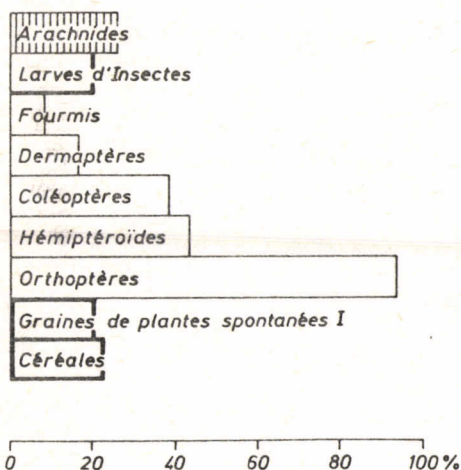 Arachnides
Larves d'Insectes
Fourmis
Dermaptères
Coléoptères
Hémiptéroïdes
Orthoptères
Graines de plantes spontanées I
Céréales
0 20 40 60 80 100 %